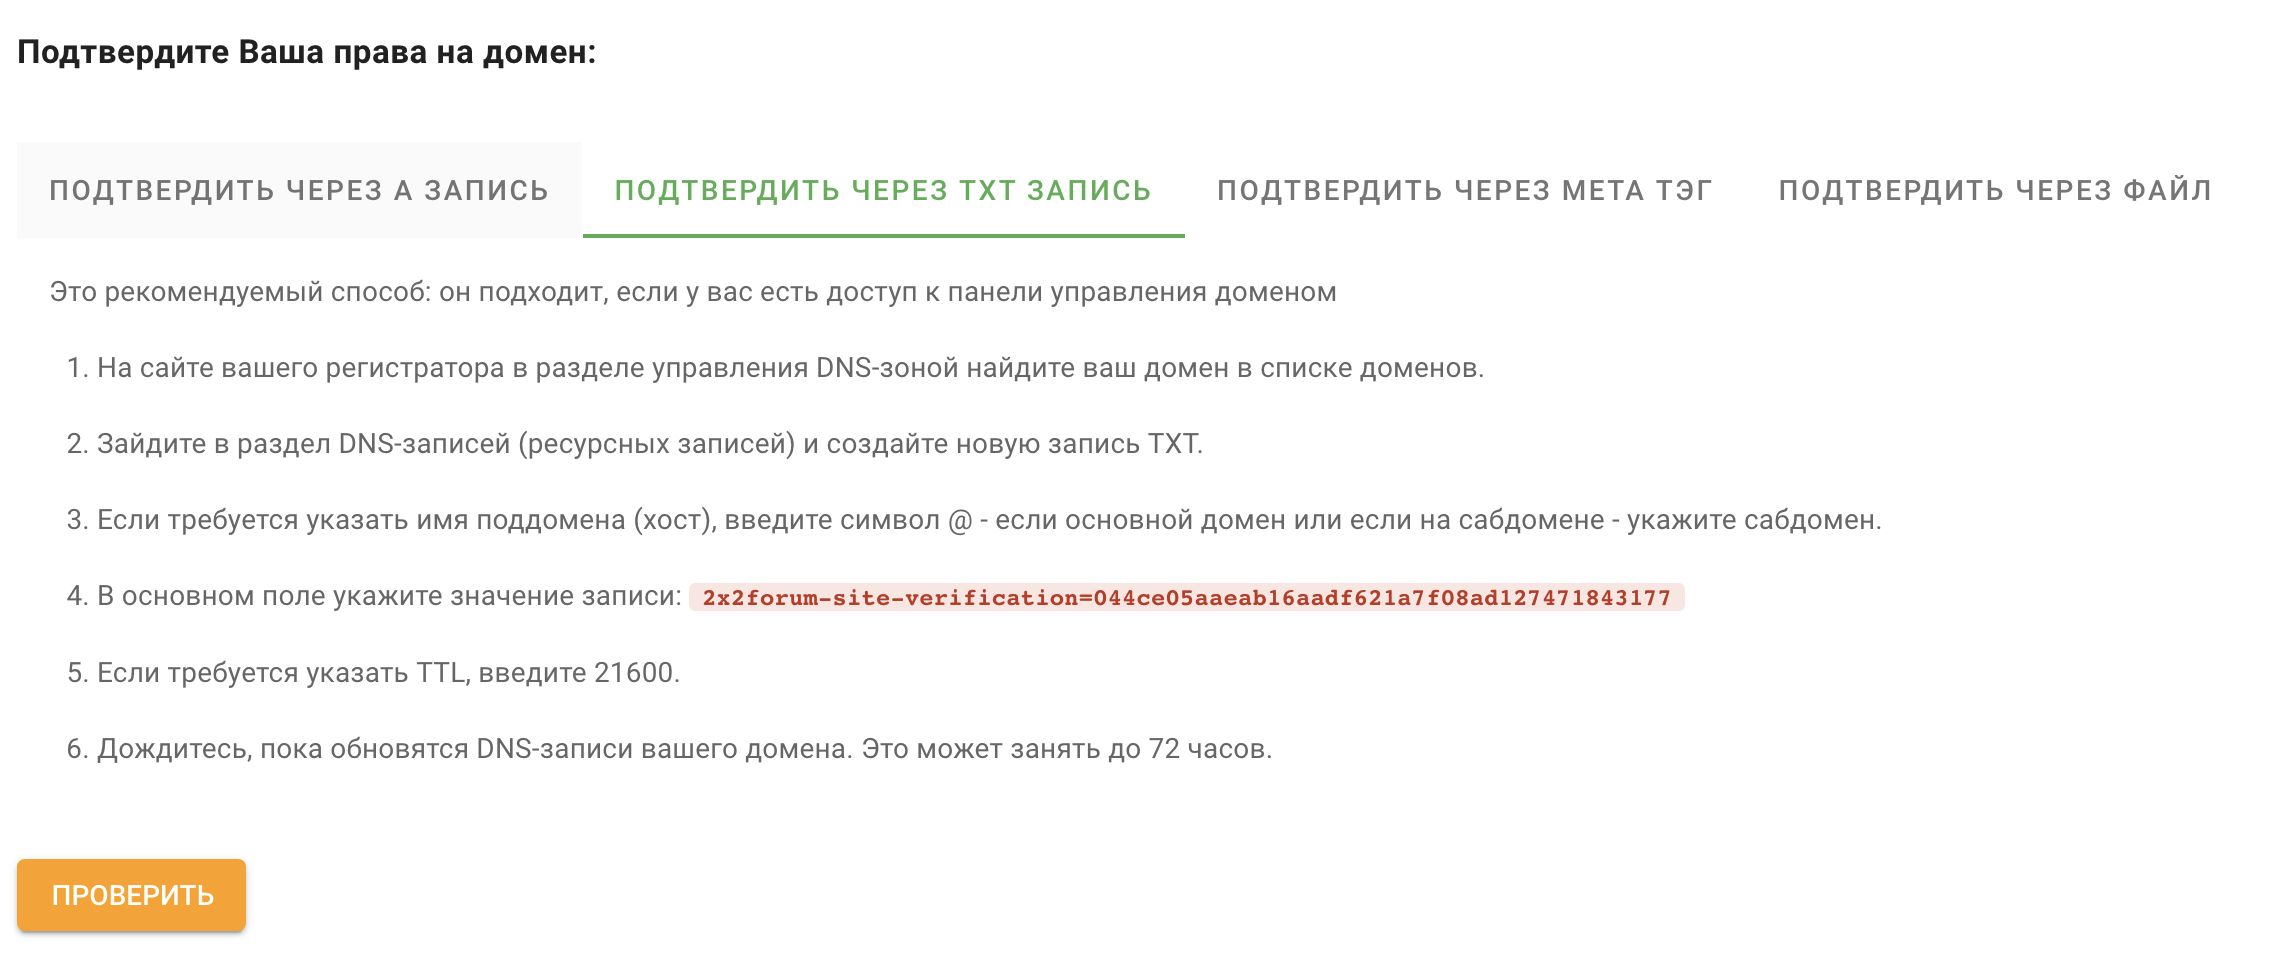 Подтвердите Ваша права на домен:
ПОДТВЕРДИТЬ ЧЕРЕЗ А ЗАПИСЬ ПОДТВЕРДИТЬ ЧЕРЕЗ TXT ЗАПИСЬ ПОДТВЕРДИТЬ ЧЕРЕЗ МЕТА ТЭГ ПОДТВЕРДИТЬ ЧЕРЕЗ ФАЙЛ
Это рекомендуемый способ: он подходит, если у вас есть доступ к панели управления доменом
1. На сайте вашего регистратора в разделе управления DNS-зоной найдите ваш домен в списке доменов.
2. Зайдите в раздел DNS-записей (ресурсных записей) и создайте новую запись TXT.
3. Если требуется указать имя поддомена (хост), введите символ @ - если основной домен или если на сабдомене - укажите сабдомен.
4. В основном поле укажите значение записи: 2x2forum-site-verification=044ce05aaeab16aadf621a7f08ad127471843177
5. Если требуется указать TTL, введите 21600.
6. Дождитесь, пока обновятся DNS-записи вашего домена. Это может занять до 72 часов.
ПРОВЕРИТЬ